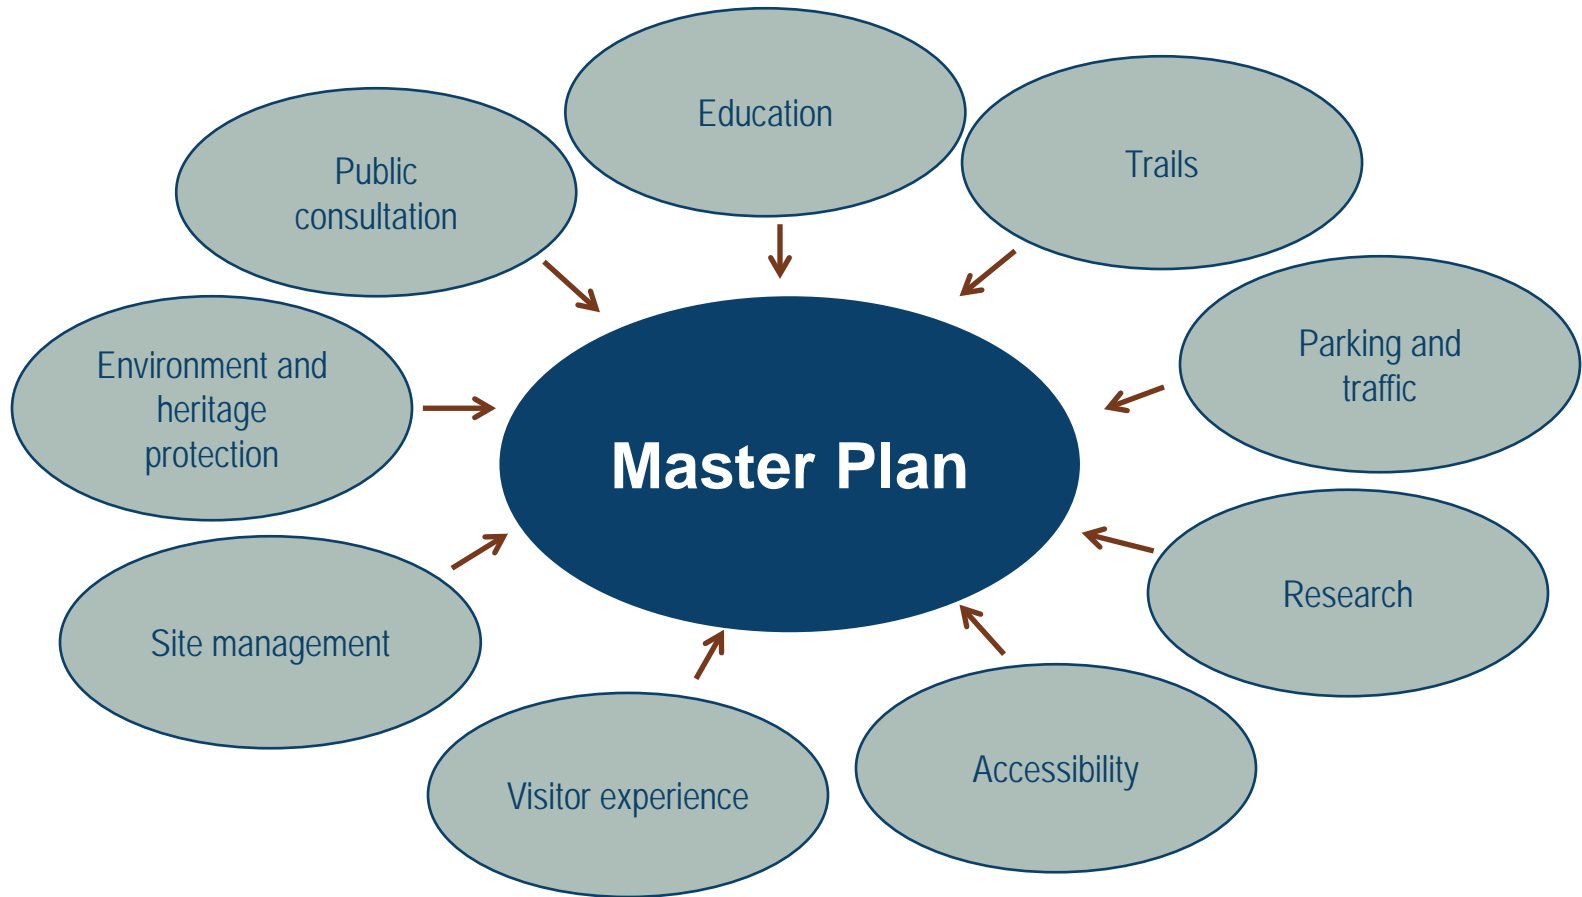 Education
Trails
Public
consultation
Parking and
traffic
Environment and
heritage
protection
Master Plan
Research
Site management
Accessibility
Visitor experience